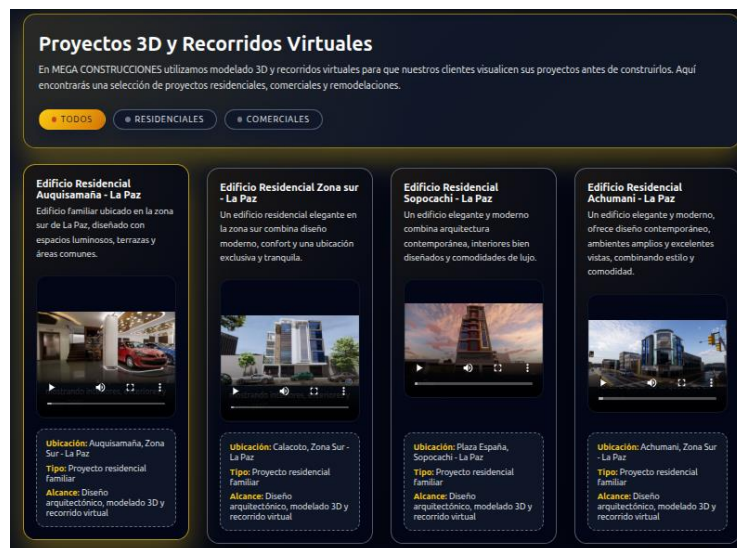 Proyectos 3D y Recorridos Virtuales
En MEGA CONSTRUCCIONES utilizamos modelado 3D y recorridos virtuales para que nuestros clientes visualicen sus proyectos antes de construirlos. Aquí
encontrarás una selección de proyectos residenciales, comerciales y remodelaciones.
TODOS
RESIDENCIALES
COMERCIALES
Edificio Residencial
Auquisamaña - La Paz
Edificio familiar ubicado en la zona
sur de La Paz, diseñado con
espacios luminosos, terrazas y
áreas comunes.
Ubicación: Auquisamaña, Zona
Sur - La Paz
Tipo: Proyecto residencial
familiar
Alcance: Diseño
arquitectónico, modelado 3D y
recorrido virtual
Edificio Residencial Zona sur
- La Paz
Un edificio residencial elegante en
la zona sur combina diseño
moderno, confort y una ubicación
exclusiva y tranquila.
Ubicación: Calacoto, Zona Sur -
La Paz
Tipo: Proyecto residencial
familiar
Alcance: Diseño
arquitectónico, modelado 3D y
recorrido virtual
Edificio Residencial
Sopocachi - La Paz
Un edificio elegante y moderno
combina arquitectura
contemporánea, interiores bien
diseñados y comodidades de lujo.
Ubicación: Plaza España,
Sopocachi - La Paz
Tipo: Proyecto residencial
familiar
Alcance: Diseño
arquitectónico, modelado 3D y
recorrido virtual
Edificio Residencial
Achumani - La Paz
Un edificio elegante y moderno,
ofrece diseño contemporáneo,
ambientes amplios y excelentes
vistas, combinando estilo y
comodidad.
Ubicación: Achumani, Zona Sur
- La Paz
Tipo: Proyecto residencial
familiar
Alcance: Diseño
arquitectónico, modelado 3D y
recorrido virtual